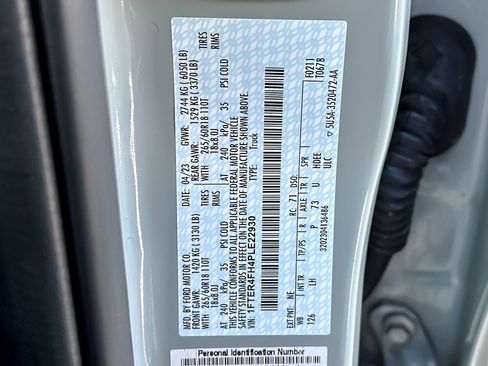 MFD. BY FORD MOTOR CO.
DATE: 04/23 GVWR: 2744 KG ( 6050 LB)
FRONT GAWR: 1420 KG ( 3130 LB) REAR GAWR: 1529 KG ( 3370 LB)
265/60R18 110T TIRES 265/60R18 110T TIRES
18x8.0J RIMS 18x8.0J RIMS
AT 240 kPa/ 35 PSI COLD AT 240 kPa/ 35 PSI COLD
THIS VEHICLE CONFORMS TO ALL APPLICABLE FEDERAL MOTOR VEHICLE
SAFETY STANDARDS IN EFFECT ON THE DATE OF MANUFACTURE SHOWN ABOVE.
VIN: 1FTER4FH4PLE22930
TYPE: Truck
3202304136486
F0211
T0678
EXT PNT: NE RC: 71 DSO:
WB INT TR TP/PS R AXLE TR SPR
126 LH P 73 U HDEE
ULC
▽ 5U5A-3520472-AA
Personal Identification Number